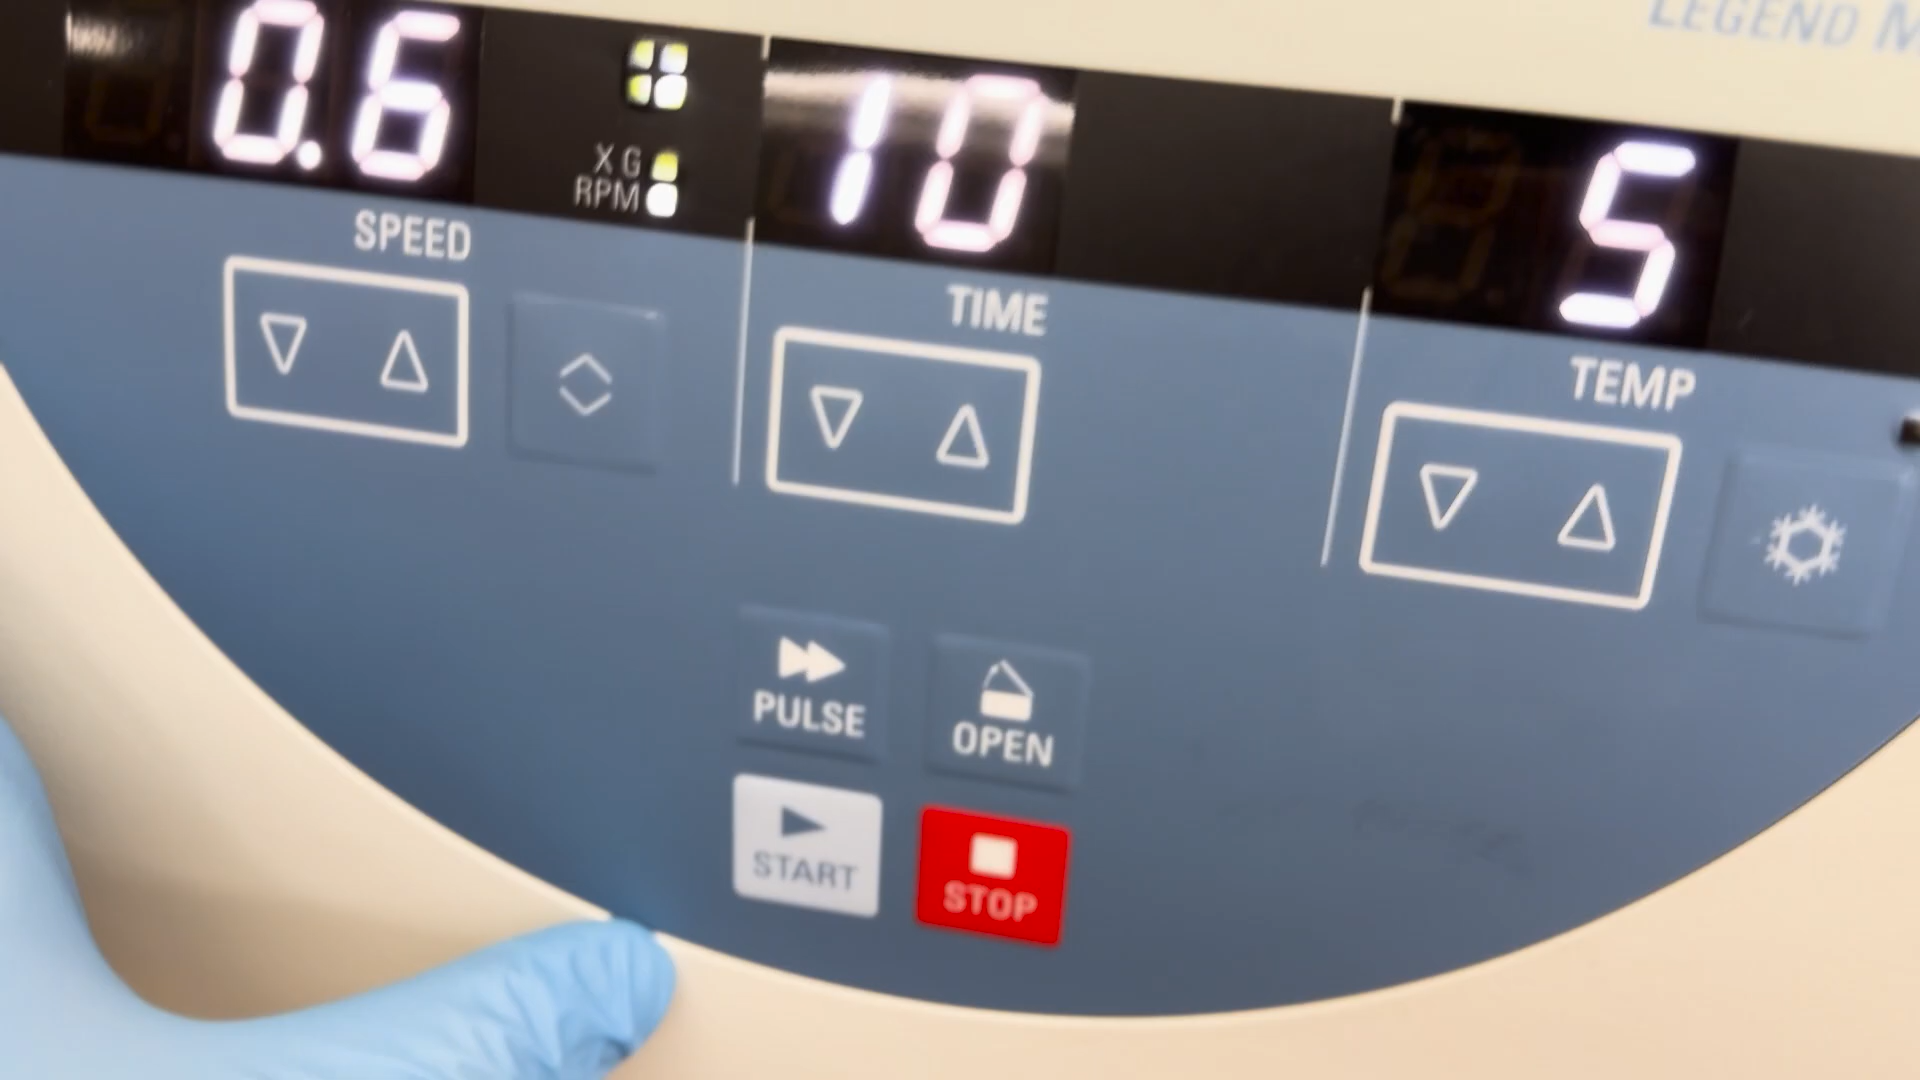 LEGEND M
0.6
10
5
X G
RPM
SPEED
TIME
TEMP
PULSE
OPEN
START
STOP